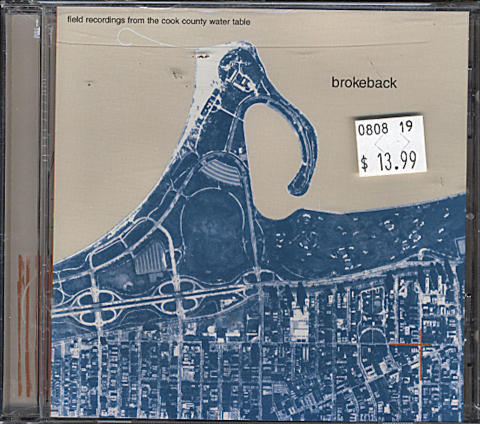 field recordings from the cook county water table
brokeback
0808 19
$ 13.99